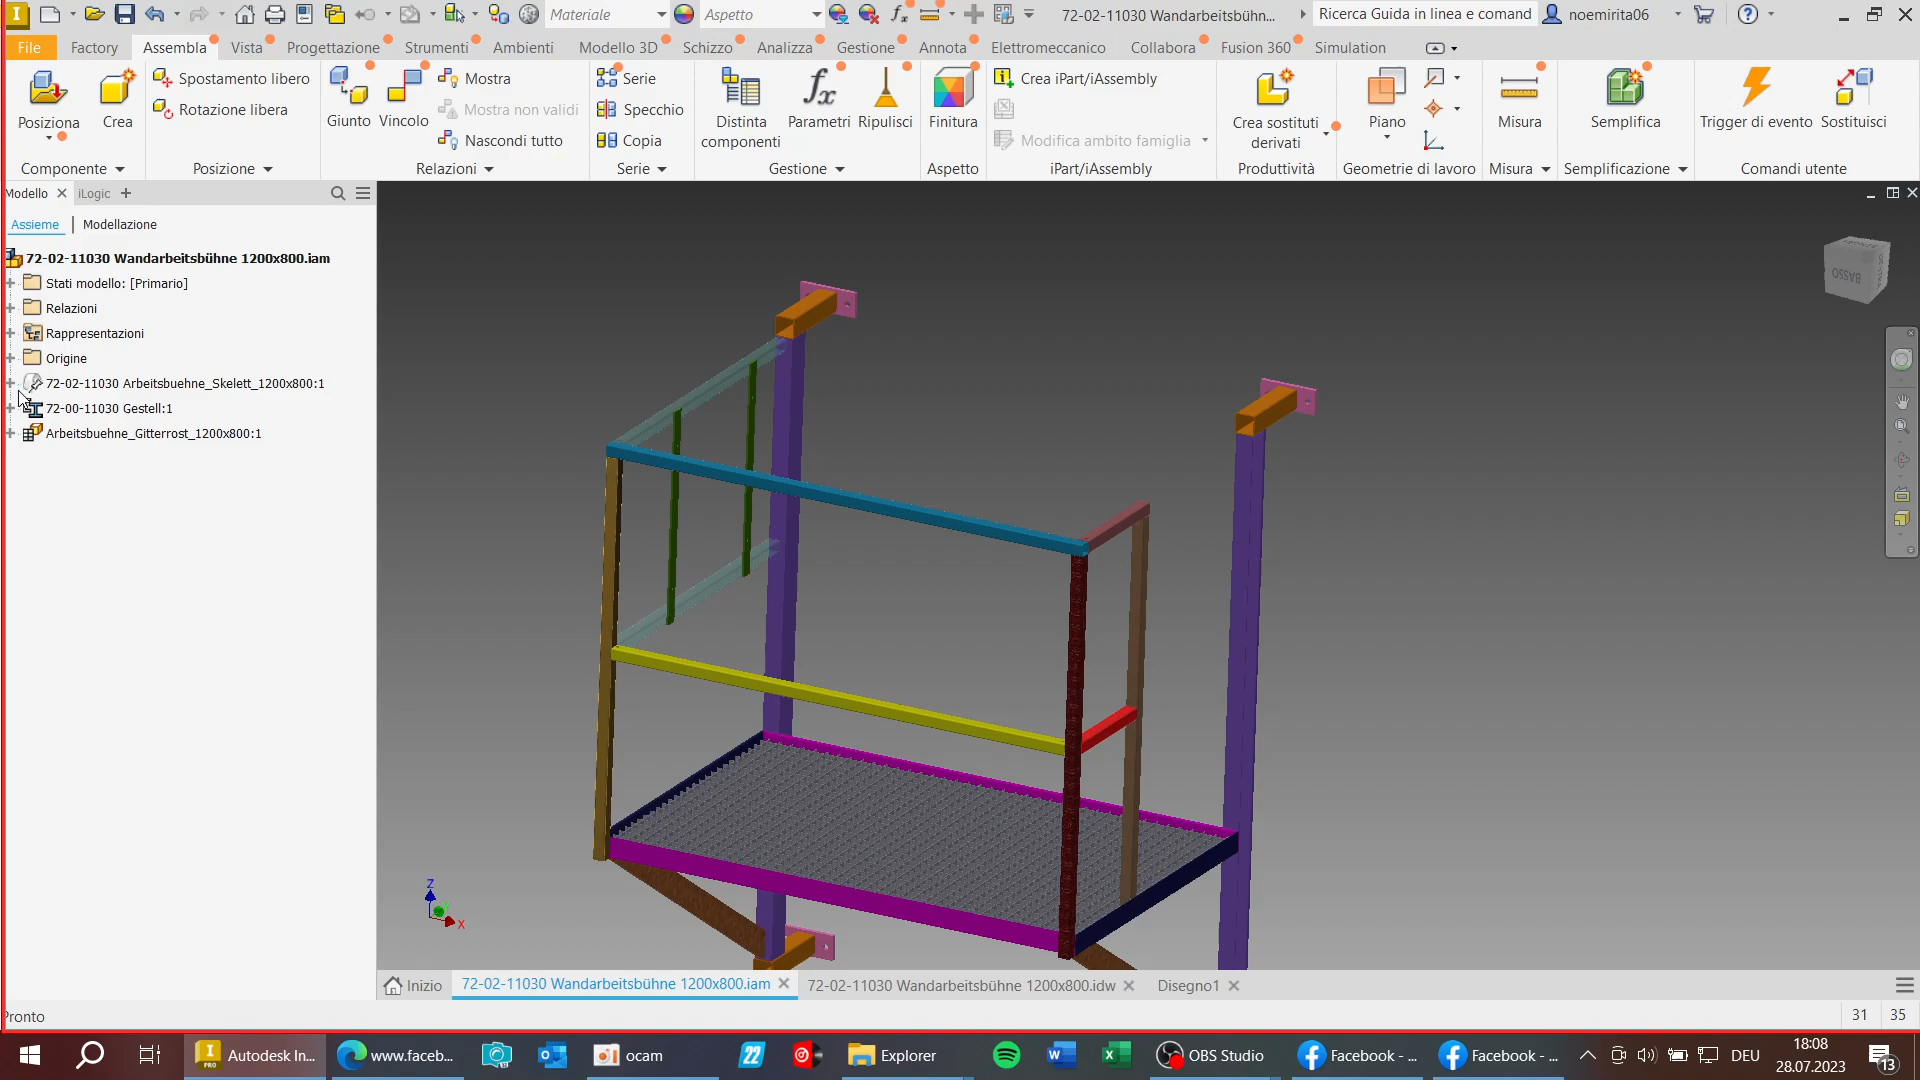 Materiale
Aspetto
72-02-11030 Wandarbeitsbühn...
Ricerca Guida in linea e comand
noemirita06
File
Factory
Assembla
Vista
Progettazione
Strumenti
Ambienti
Modello 3D
Schizzo
Analizza
Gestione
Annota
Elettromeccanico
Collabora
Fusion 360
Simulation
Posiziona
Crea
Spostamento libero
Rotazione libera
Giunto
Vincolo
Mostra
Mostra non validi
Nascondi tutto
Serie
Specchio
Copia
Distinta
componenti
Parametri
Ripulisci
Finitura
Crea iPart/iAssembly
Modifica ambito famiglia
Crea sostituti
derivati
Piano
Misura
Semplifica
Trigger di evento
Sostituisci
Componente
Posizione
Relazioni
Serie
Gestione
Aspetto
iPart/iAssembly
Produttività
Geometrie di lavoro
Misura
Semplificazione
Comandi utente
Modello
iLogic
Assieme
Modellazione
72-02-11030 Wandarbeitsbühne 1200x800.iam
Stati modello: [Primario]
Relazioni
Rappresentazioni
Origine
72-02-11030 Arbeitsbuehne_Skelett_1200x800:1
72-00-11030 Gestell:1
Arbeitsbuehne_Gitterrost_1200x800:1
BASSO
Z
X
Inizio
72-02-11030 Wandarbeitsbühne 1200x800.iam
72-02-11030 Wandarbeitsbühne 1200x800.idw
Disegno1
Pronto
31
35
Autodesk In...
www.faceb...
ocam
Explorer
OBS Studio
Facebook - ...
Facebook - ...
DEU
18:08
28.07.2023
13